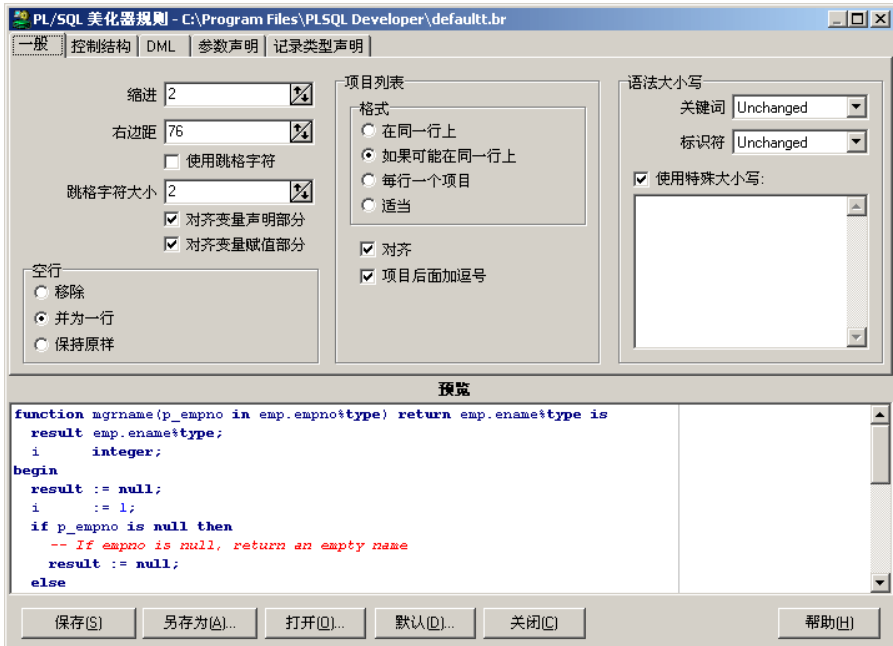 PL/SQL 美化器规则 - C:\Program Files\PLSQL Developer\defaultt.br
一般 控制结构 DML 参数声明 记录类型声明
缩进 2
右边距 76
使用跳格字符
跳格字符大小 2
对齐变量声明部分
对齐变量赋值部分
空行
移除
并为一行
保持原样
项目列表
格式
在同一行上
如果可能在同一行上
每行一个项目
适当
对齐
项目后面加逗号
语法大小写
关键词 Unchanged
标识符 Unchanged
使用特殊大小写:
预览
function mgrname(p_empno in emp.empno%type) return emp.ename%type is
result emp.ename%type;
i integer;
begin
result := null;
i := 1;
if p_empno is null then
-- If empno is null, return an empty name
result := null;
else
保存(S) 另存为(A)... 打开(O)... 默认(D)... 关闭(C) 帮助(H)